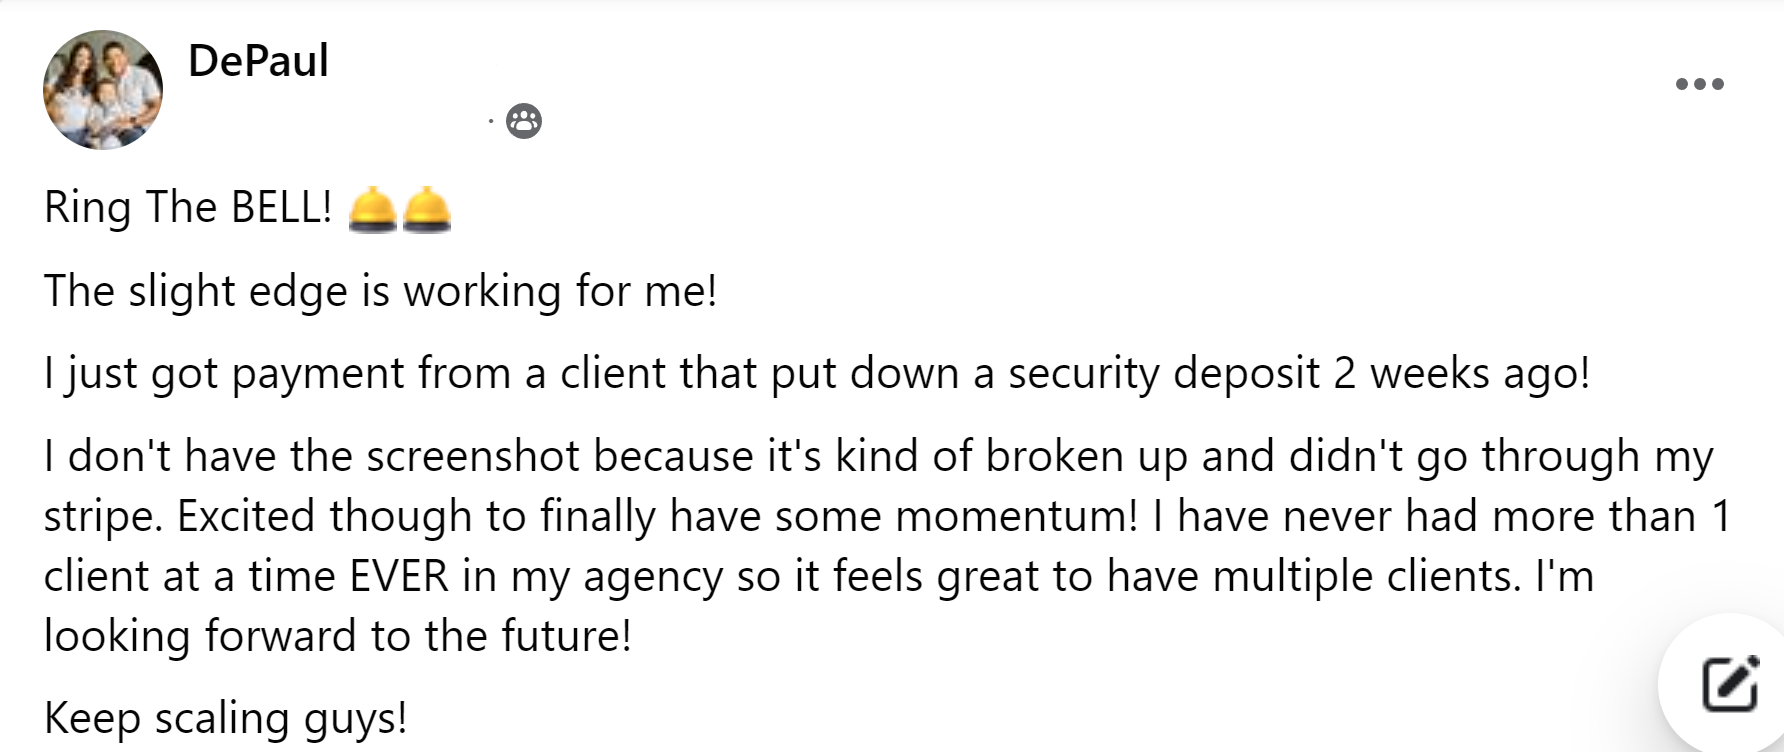 DePaul
Ring The BELL! 🛎️🛎️
The slight edge is working for me!
I just got payment from a client that put down a security deposit 2 weeks ago!
I don't have the screenshot because it's kind of broken up and didn't go through my
stripe. Excited though to finally have some momentum! I have never had more than 1
client at a time EVER in my agency so it feels great to have multiple clients. I'm
looking forward to the future!
Keep scaling guys!